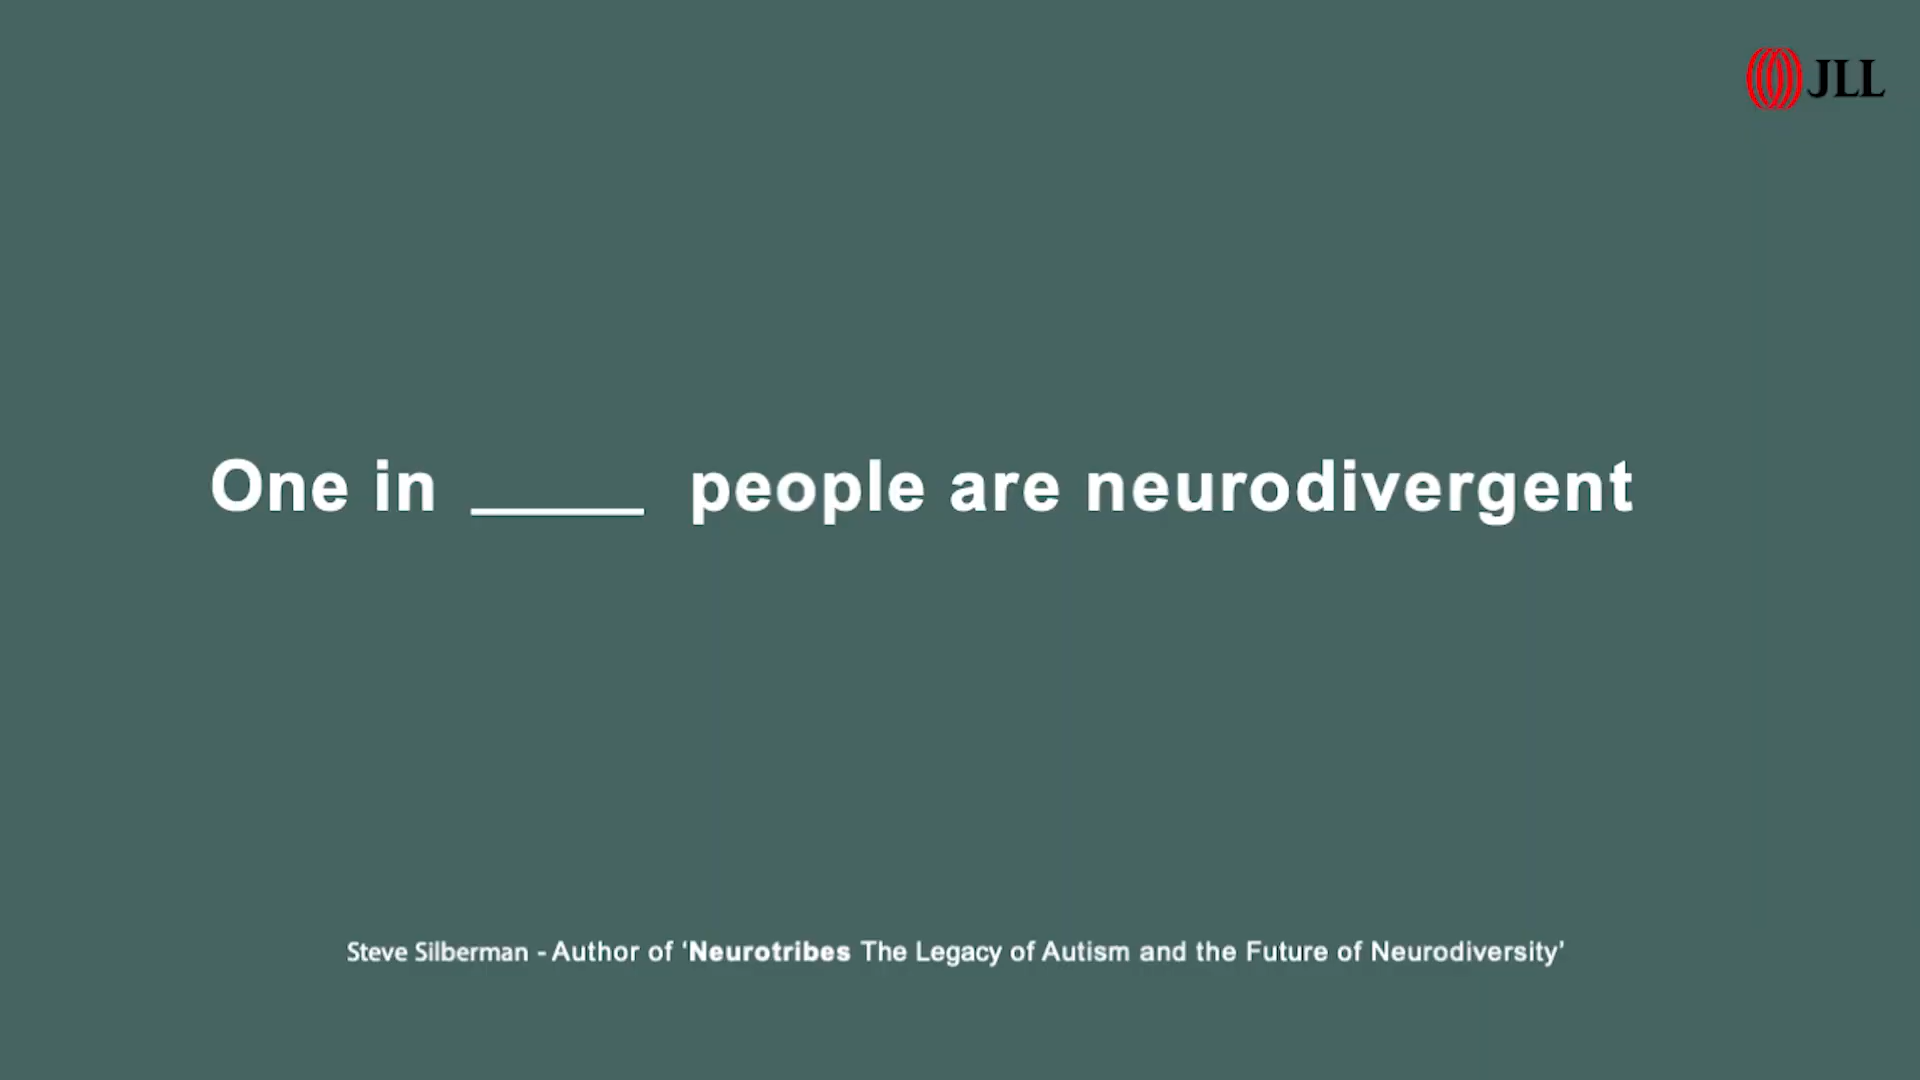 JLL
One in _____ people are neurodivergent
Steve Silberman - Author of ‘Neurotribes The Legacy of Autism and the Future of Neurodiversity’